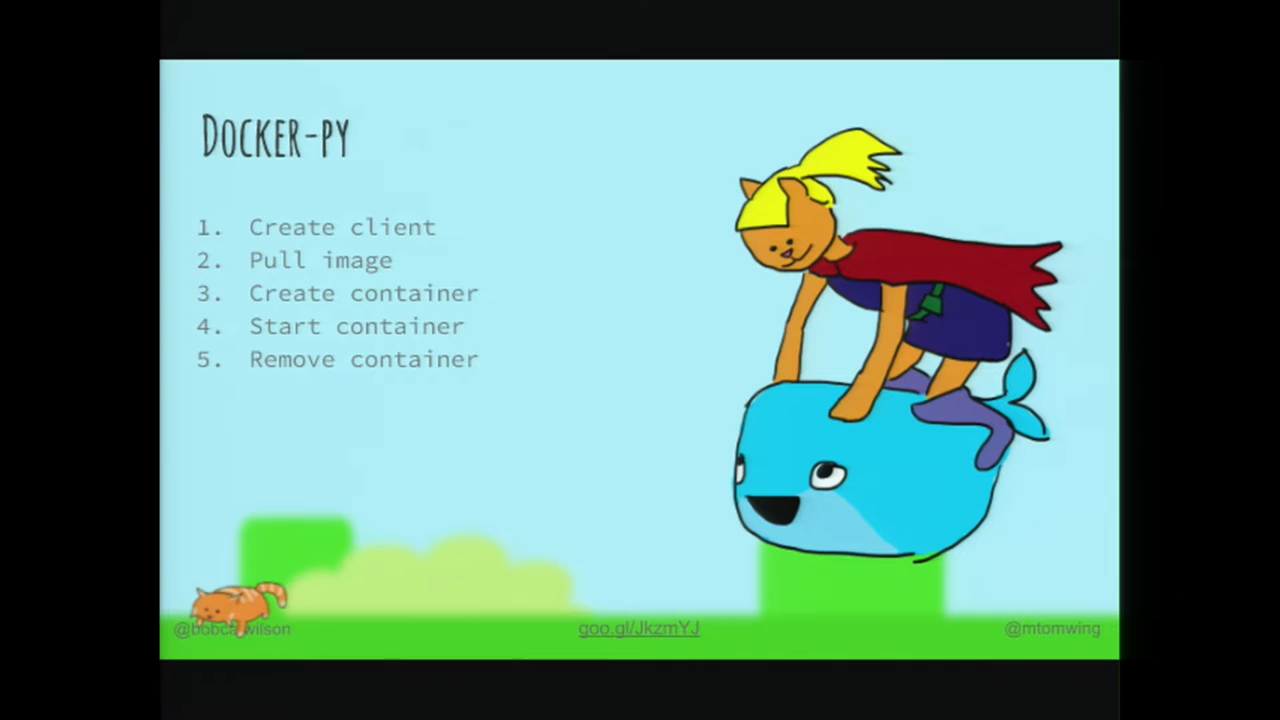 Docker-py
1. Create client
2. Pull image
3. Create container
4. Start container
5. Remove container
@bobcatwilson
goo.gl/JkzmYJ
@mtomwing